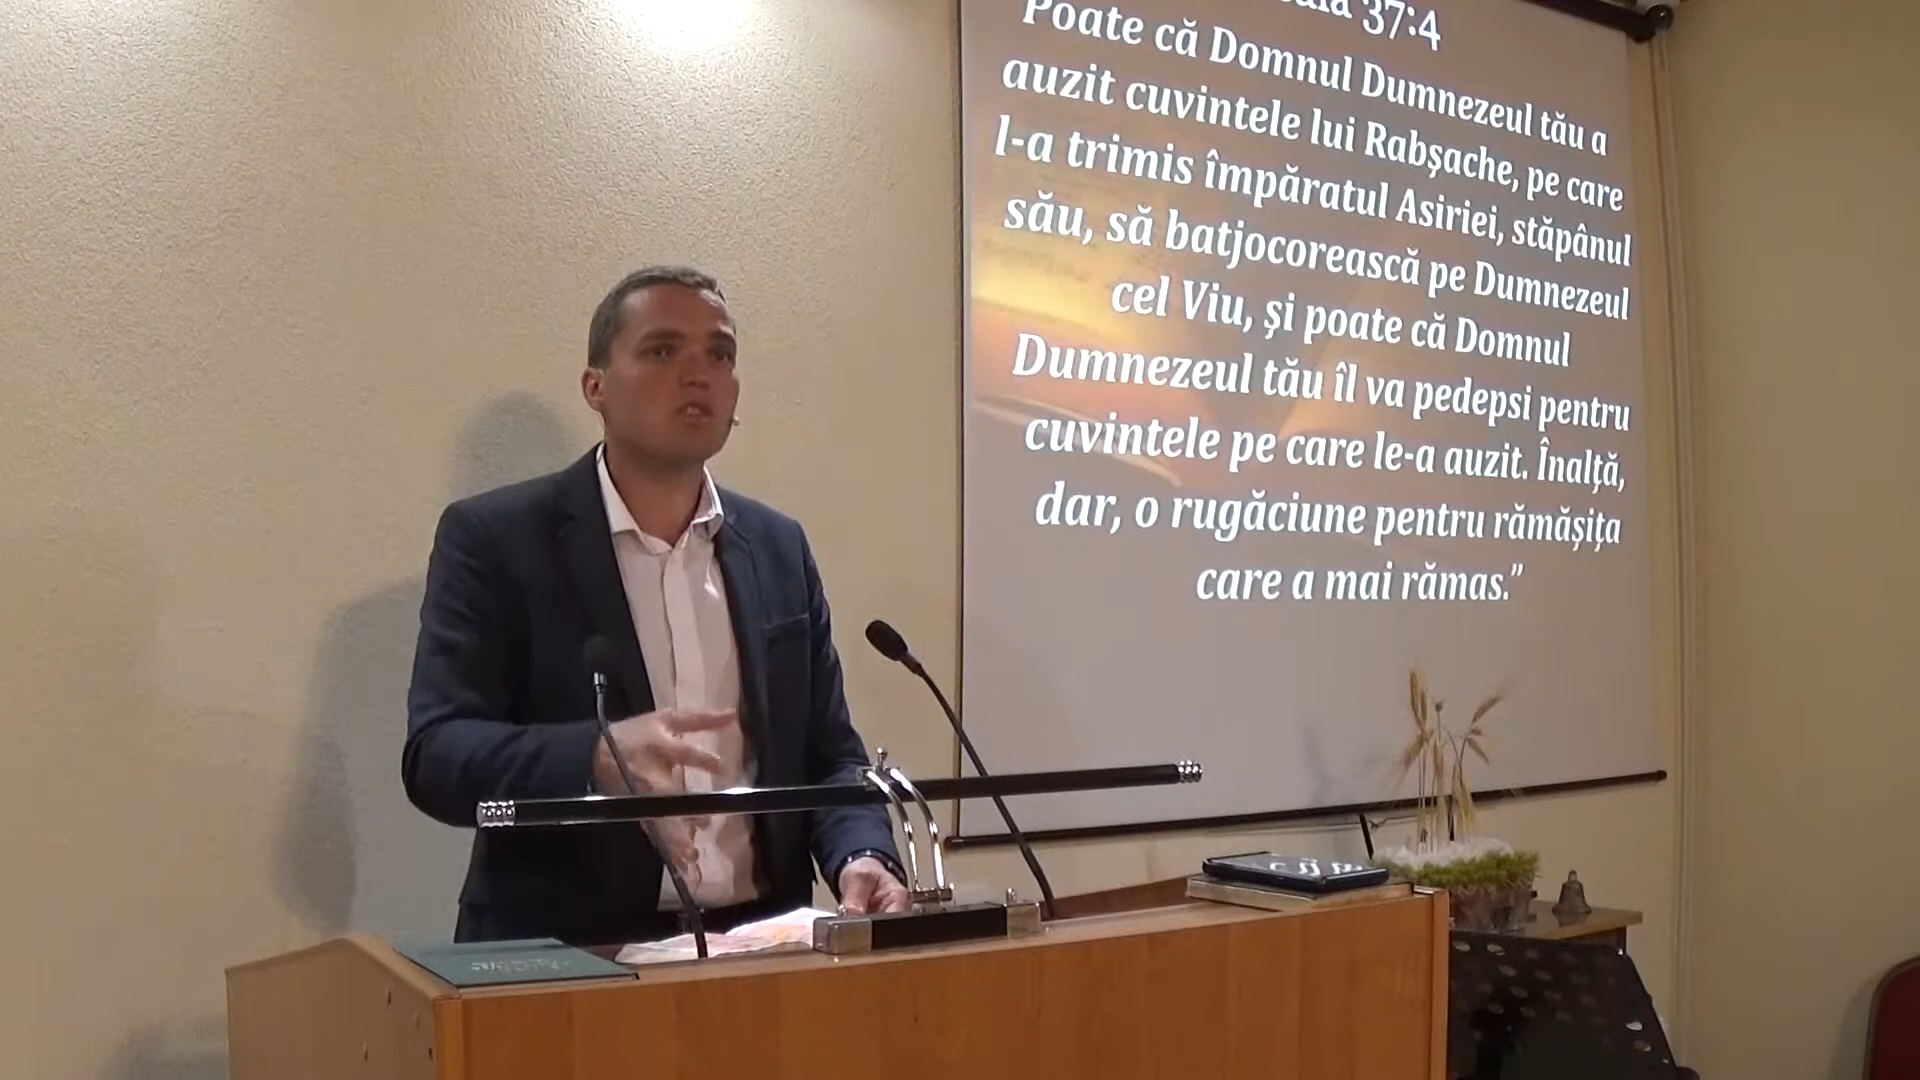 37:4
Poate că Domnul Dumnezeul tău a
auzit cuvintele lui Rabșache, pe care
l-a trimis împăratul Asiriei, stăpânul
său, să batjocorească pe Dumnezeul
cel Viu, și poate că Domnul
Dumnezeul tău îl va pedepsi pentru
cuvintele pe care le-a auzit. Înalță,
dar, o rugăciune pentru rămășița
care a mai rămas.”